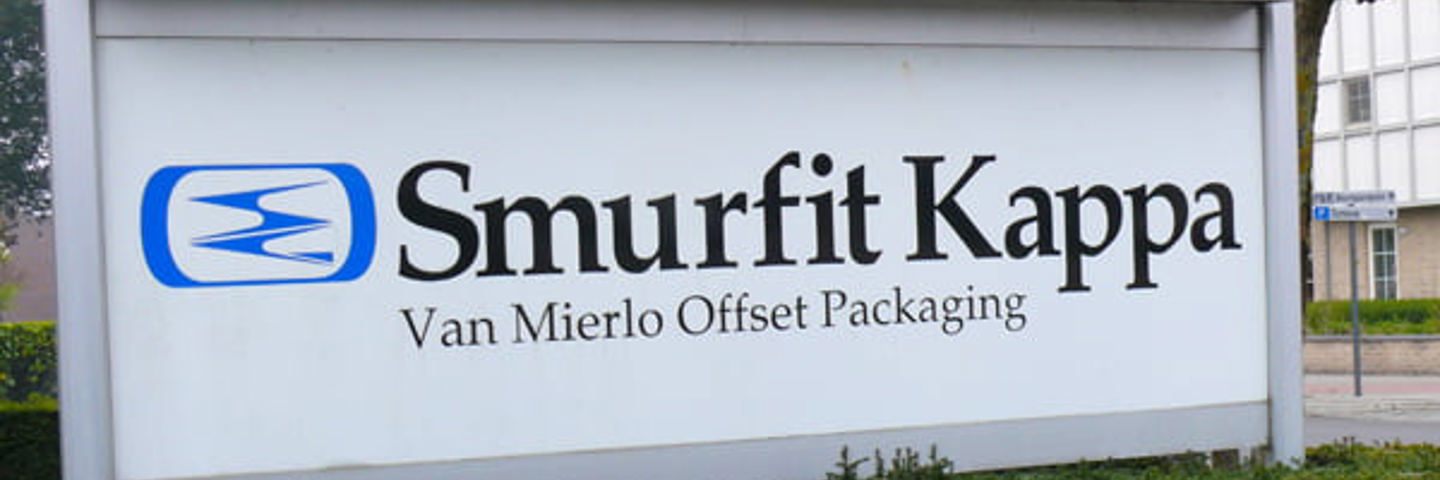 Smurfit Kappa
Van Mierlo Offset Packaging